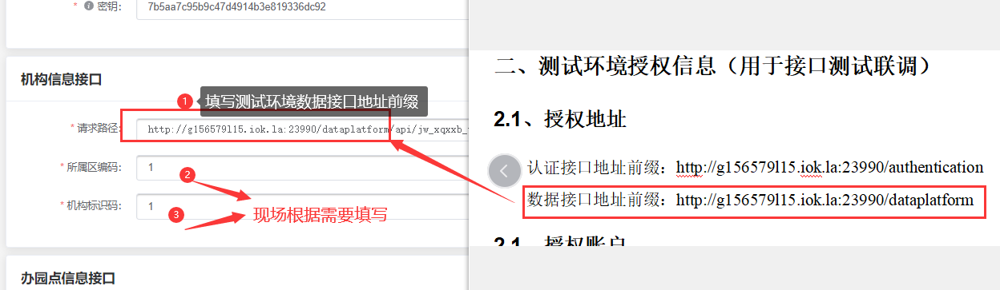 * 密钥: 7b5aa7c95b9c47d4914b3e819336dc92
机构信息接口
1 填写测试环境数据接口地址前缀
* 请求路径: http://g156579l15.iok.la:23990/dataplatform/api/jw_xqxxb_
* 所属区编码: 1
2
* 机构标识码: 1
3
现场根据需要填写
办园点信息接口
二、测试环境授权信息（用于接口测试联调）
2.1、授权地址
认证接口地址前缀：http://g156579l15.iok.la:23990/authentication
数据接口地址前缀：http://g156579l15.iok.la:23990/dataplatform
2.1、授权账户